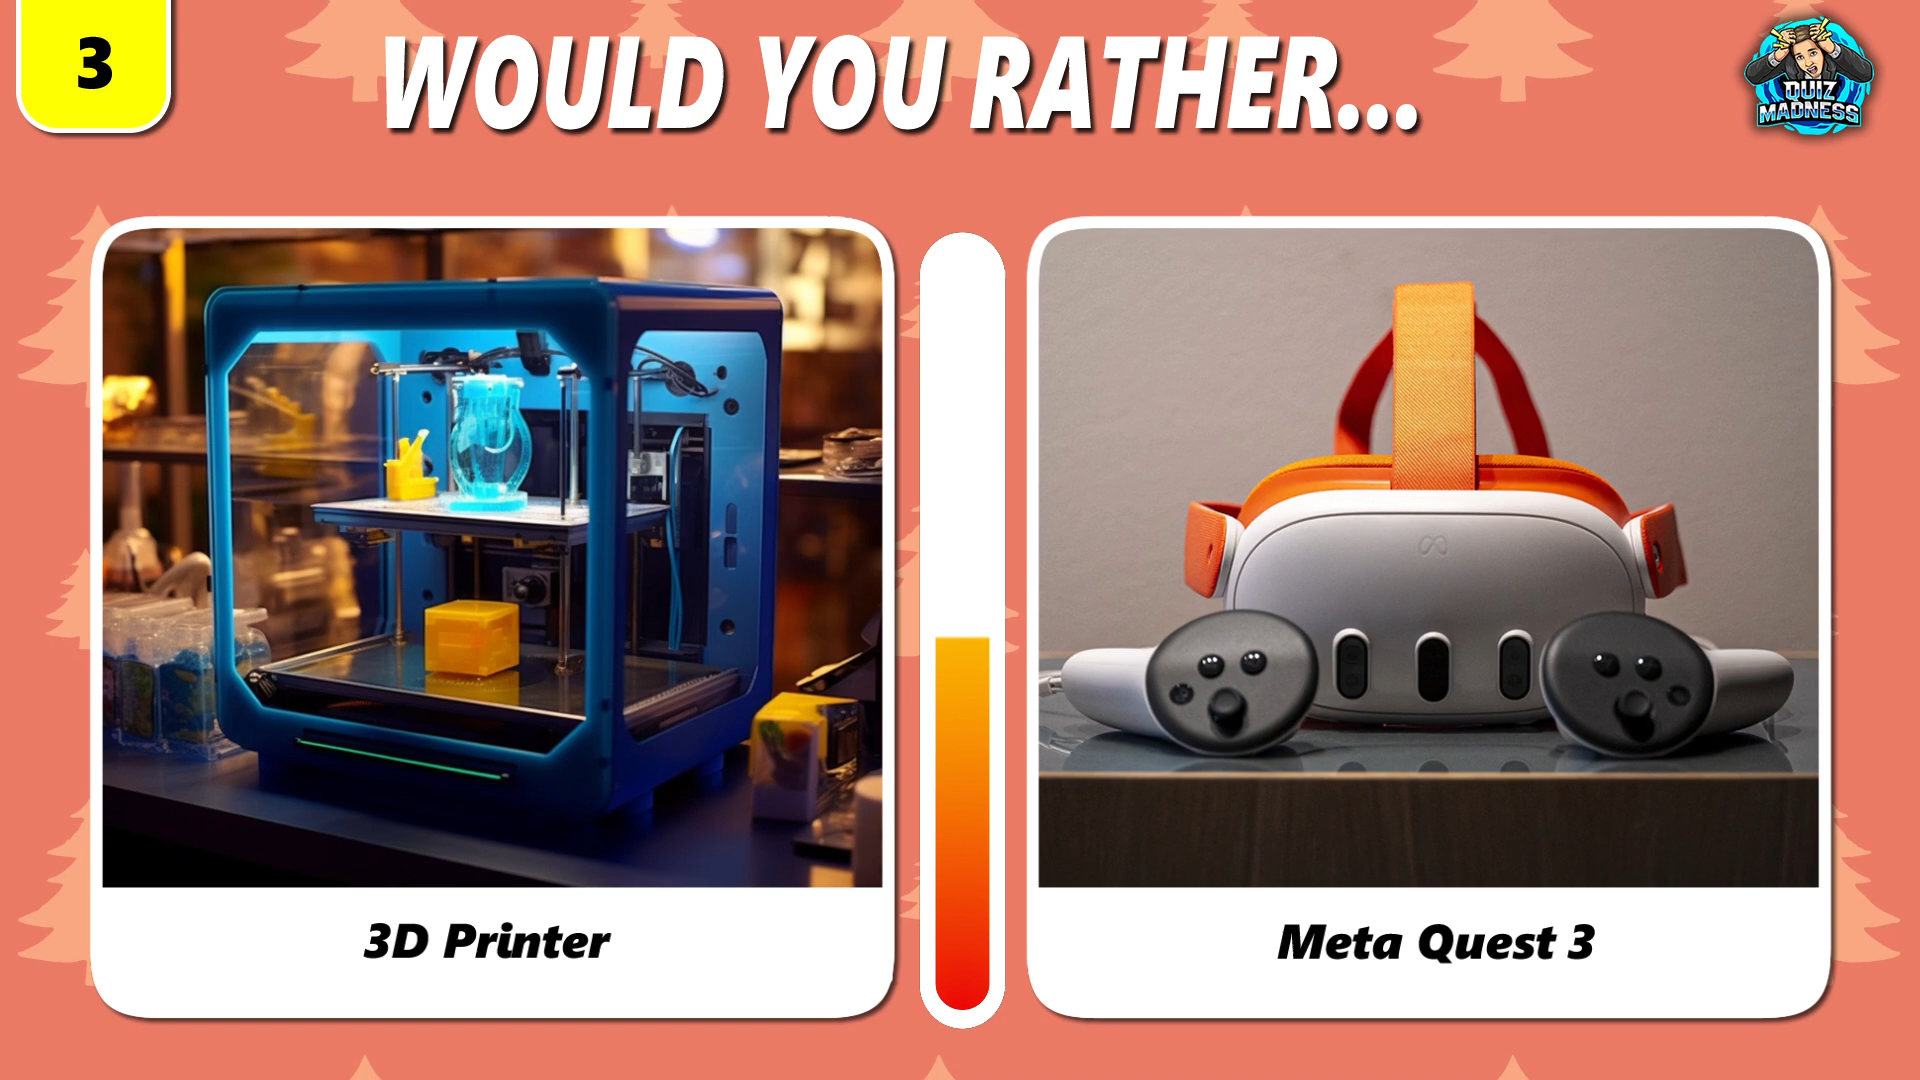 3
WOULD YOU RATHER...
QUIZ
MADNESS
3D Printer
Meta Quest 3